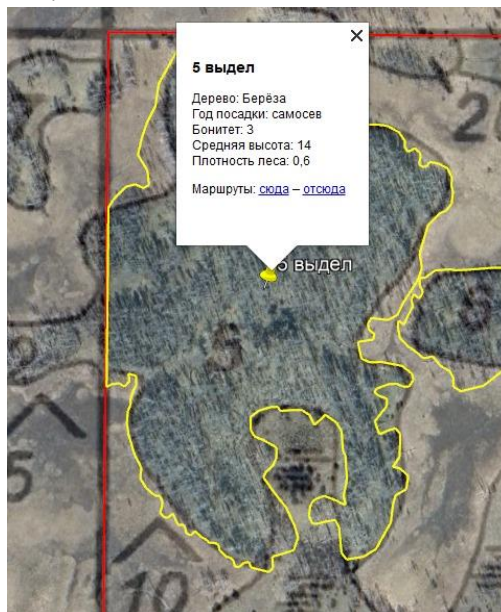 5 выдел
Дерево: Берёза
Год посадки: самосев
Бонитет: 3
Средняя высота: 14
Плотность леса: 0,6
Маршруты: сюда – отсюда
2
5 выдел
5
5
10